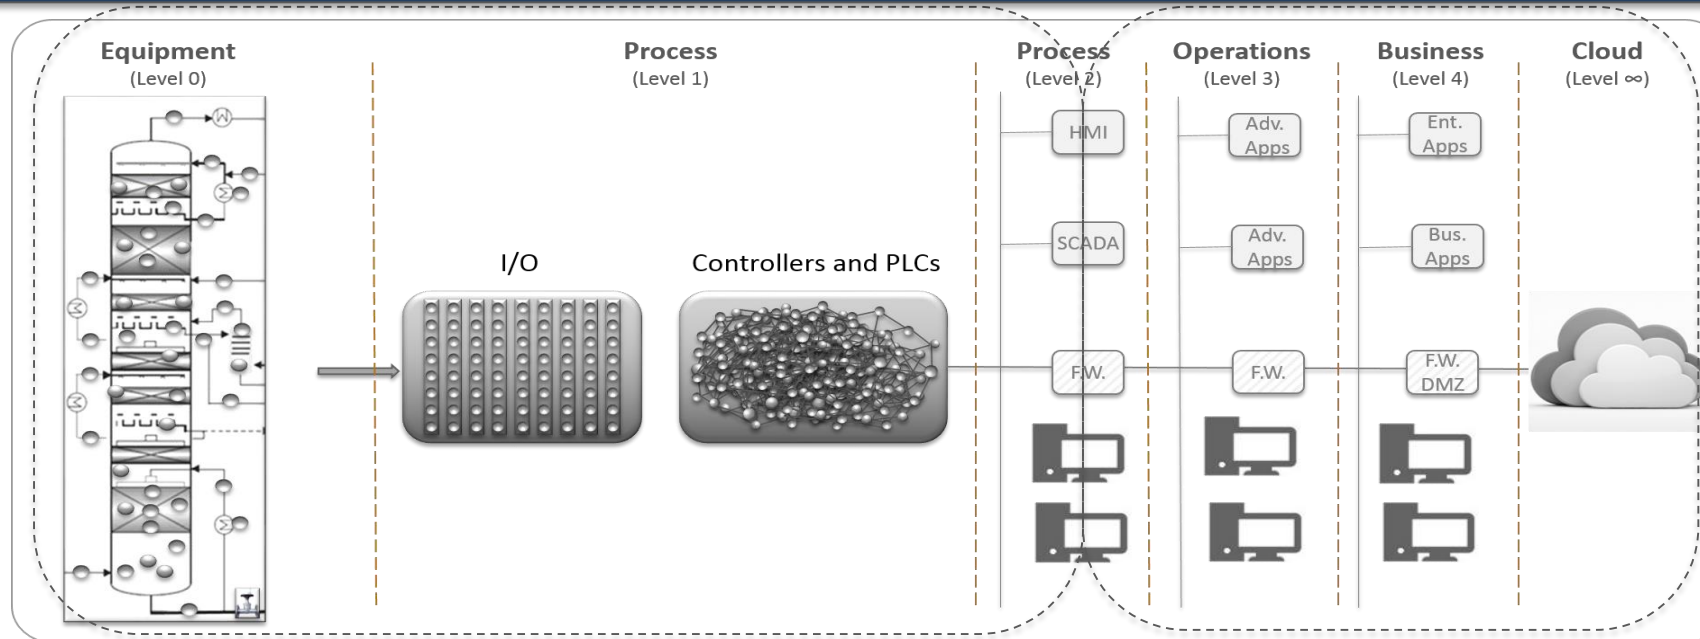 Equipment
(Level 0)
Process
(Level 1)
Process
(Level 2)
Operations
(Level 3)
Business
(Level 4)
Cloud
(Level ∞)
I/O
Controllers and PLCs
HMI
SCADA
F.W.
Adv.
Apps
Adv.
Apps
F.W.
Ent.
Apps
Bus.
Apps
F.W.
DMZ